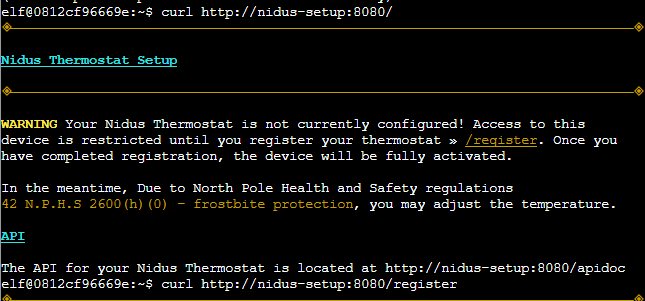 elf@0812cf96669e:~$ curl http://nidus-setup:8080/
Nidus Thermostat Setup
WARNING Your Nidus Thermostat is not currently configured! Access to this
device is restricted until you register your thermostat » /register. Once you
have completed registration, the device will be fully activated.
In the meantime, Due to North Pole Health and Safety regulations
42 N.P.H.S 2600(h)(0) - frostbite protection, you may adjust the temperature.
API
The API for your Nidus Thermostat is located at http://nidus-setup:8080/apidoc
elf@0812cf96669e:~$ curl http://nidus-setup:8080/register